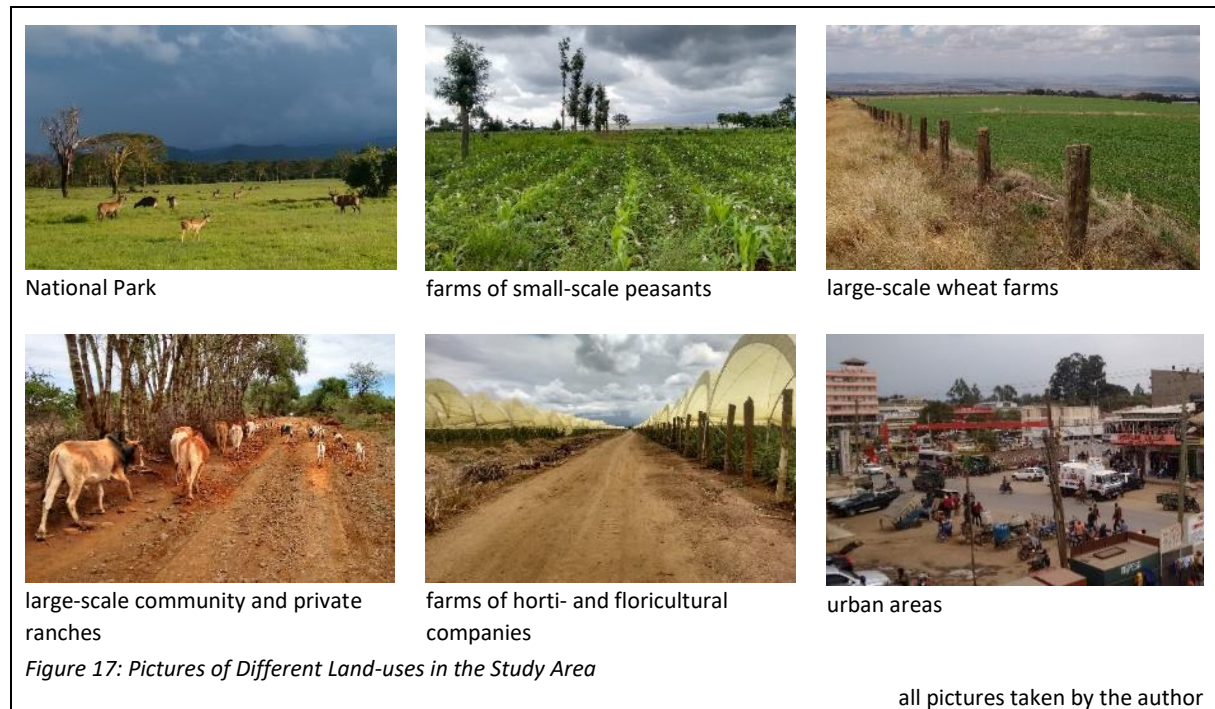 National Park
farms of small-scale peasants
large-scale wheat farms
large-scale community and private
ranches
farms of horti- and floricultural
companies
urban areas
Figure 17: Pictures of Different Land-uses in the Study Area
all pictures taken by the author